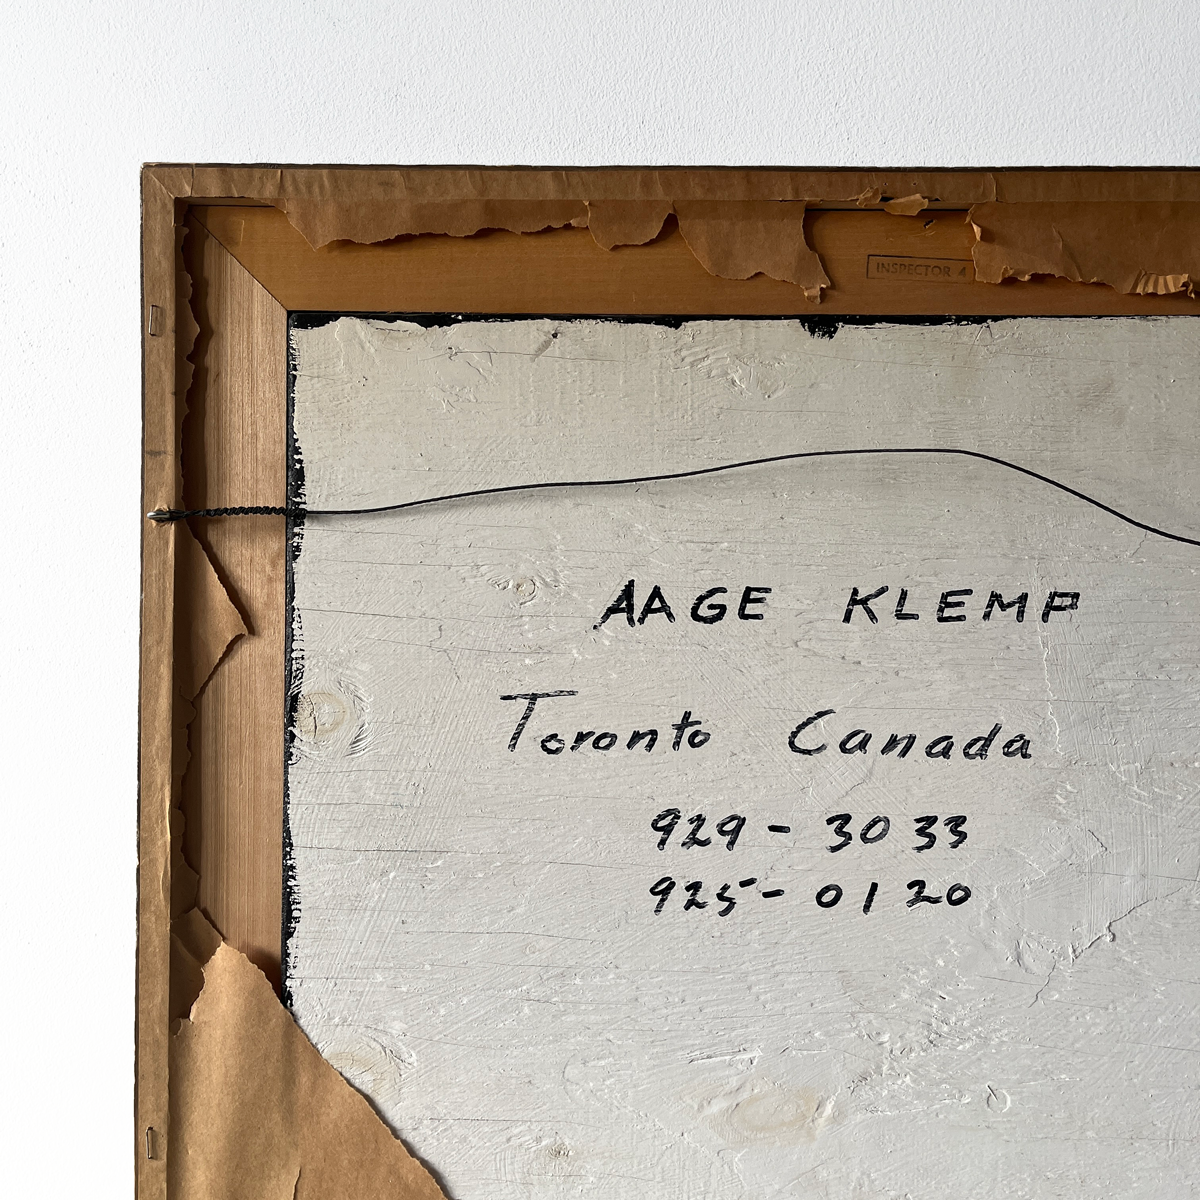 INSPECTOR 4
AAGE KLEMP
Toronto Canada
929-3033
925-0120